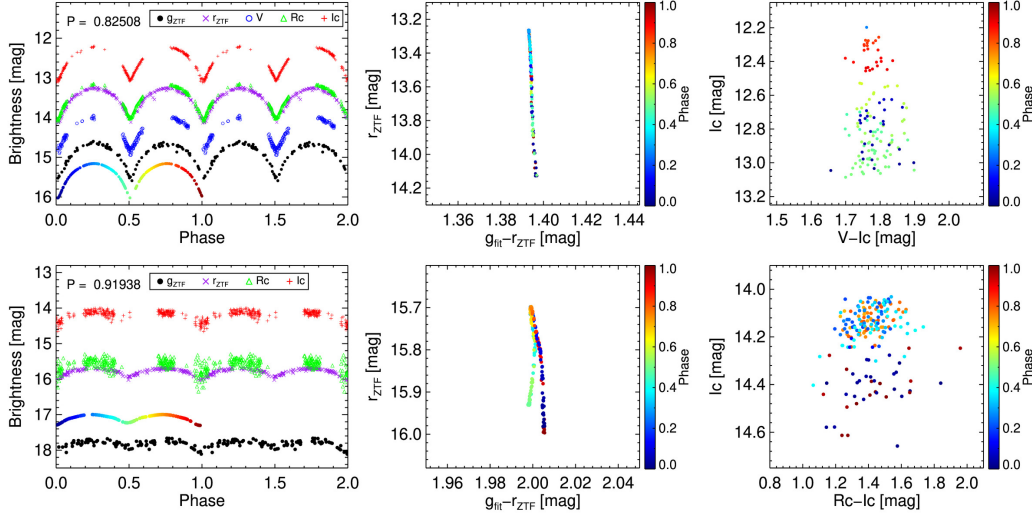 P = 0.82508
g_ZTF r_ZTF V Rc Ic
12
13
14
15
16
Brightness [mag]
0.0 0.5 1.0 1.5 2.0
Phase
13.2
13.4
13.6
13.8
14.0
14.2
r_ZTF [mag]
1.36 1.38 1.40 1.42 1.44
g_fit−r_ZTF [mag]
1.0
0.8
0.6
0.4
0.2
0.0
Phase
12.2
12.4
12.6
12.8
13.0
13.2
Ic [mag]
1.5 1.6 1.7 1.8 1.9 2.0
V−Ic [mag]
1.0
0.8
0.6
0.4
0.2
0.0
Phase
P = 0.91938
g_ZTF r_ZTF Rc Ic
13
14
15
16
17
18
Brightness [mag]
0.0 0.5 1.0 1.5 2.0
Phase
15.6
15.7
15.8
15.9
16.0
r_ZTF [mag]
1.96 1.98 2.00 2.02 2.04
g_fit−r_ZTF [mag]
1.0
0.8
0.6
0.4
0.2
0.0
Phase
14.0
14.2
14.4
14.6
Ic [mag]
0.8 1.0 1.2 1.4 1.6 1.8 2.0
Rc−Ic [mag]
1.0
0.8
0.6
0.4
0.2
0.0
Phase